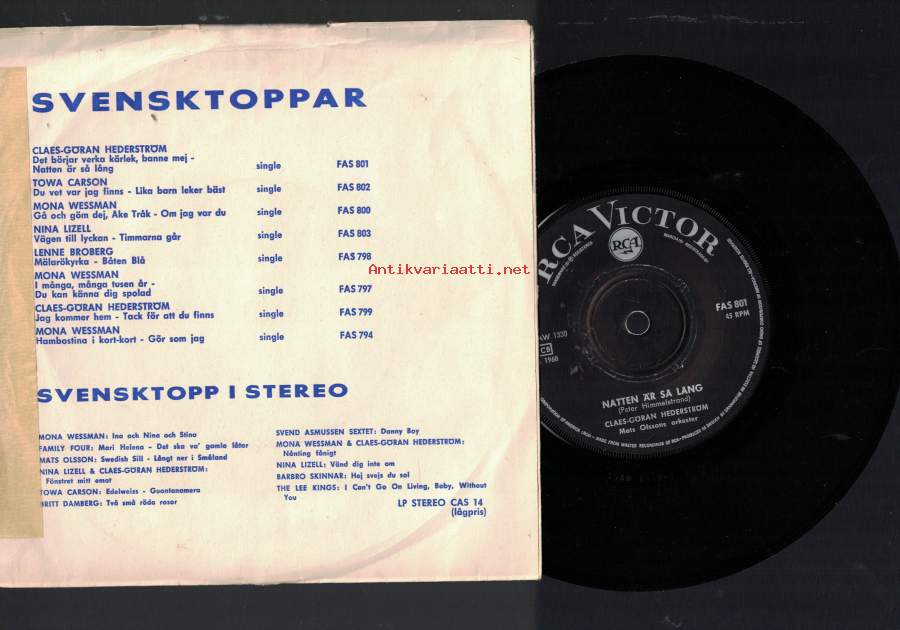 SVENSKTOPPAR
CLAES-GÖRAN HEDERSTRÖM
Det börjar verka kärlek, banne mej -
Natten är så lång single FAS 801
TOWA CARSON
Du vet var jag finns - Lika barn leker bäst single FAS 802
MONA WESSMAN
Gå och göm dej, Åke Tråk - Om jag var du single FAS 800
NINA LIZELL
Vägen till lyckan - Timmarna går single FAS 803
LENNE BROBERG
Mälarökyrka - Båten Blå single FAS 798
MONA WESSMAN
I många, många tusen år -
Du kan känna dig spolad single FAS 797
CLAES-GÖRAN HEDERSTRÖM
Jag kommer hem - Tack för att du finns single FAS 799
MONA WESSMAN
Hambostina i kort-kort - Gör som jag single FAS 794
SVENSKTOPP I STEREO
MONA WESSMAN: Ina och Nina och Stina
FAMILY FOUR: Mari Helena - Det ska va' gamla låtar
MATS OLSSON: Swedish Sill - Långt ner i Småland
NINA LIZELL & CLAES-GÖRAN HEDERSTRÖM:
Fönstret mitt emot
TOWA CARSON: Edelweiss - Guantanamera
BRITT DAMBERG: Två små röda rosor
SVEND ASMUSSEN SEXTET: Danny Boy
MONA WESSMAN & CLAES-GÖRAN HEDERSTRÖM:
Nånting fånigt
NINA LIZELL: Vänd dig inte om
BARBRO SKINNAR: Hej svejs du sol
THE LEE KINGS: I Can't Go On Living, Baby, Without
You
LP STEREO CAS 14
(lågpris)
Antikvariaatti.net
RCA VICTOR
RCA
FAS 801
45 RPM
NW 1330
CB
1968
NATTEN ÄR SÅ LÅNG
(Peter Himmelstrand)
CLAES-GÖRAN HEDERSTRÖM
Mats Olssons orkester